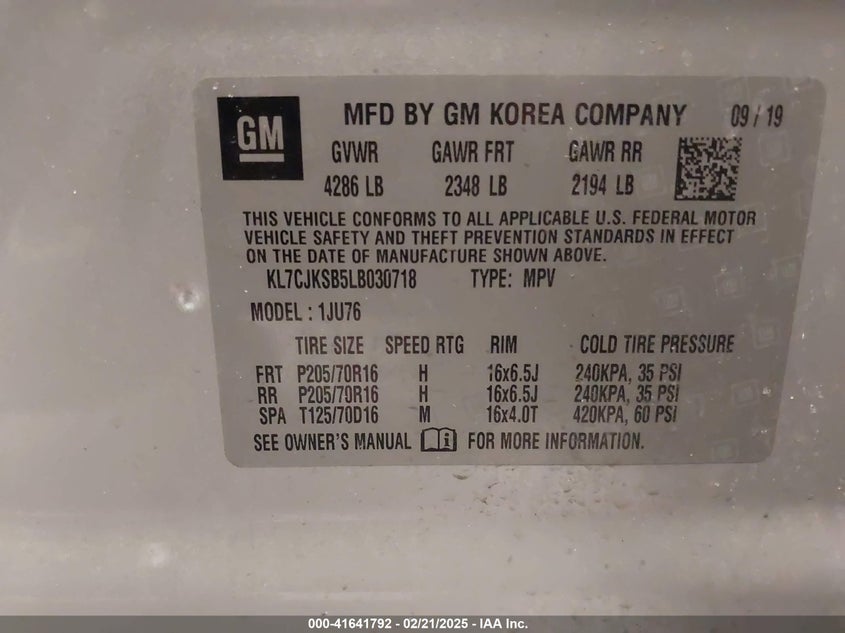 GM
MFD BY GM KOREA COMPANY 09 / 19
GVWR GAWR FRT GAWR RR
4286 LB 2348 LB 2194 LB
THIS VEHICLE CONFORMS TO ALL APPLICABLE U.S. FEDERAL MOTOR
VEHICLE SAFETY AND THEFT PREVENTION STANDARDS IN EFFECT
ON THE DATE OF MANUFACTURE SHOWN ABOVE.
KL7CJKSB5LB030718 TYPE: MPV
MODEL : 1JU76
TIRE SIZE SPEED RTG RIM COLD TIRE PRESSURE
FRT P205/70R16 H 16x6.5J 240KPA, 35 PSI
RR P205/70R16 H 16x6.5J 240KPA, 35 PSI
SPA T125/70D16 M 16x4.0T 420KPA, 60 PSI
SEE OWNER'S MANUAL i FOR MORE INFORMATION.
000-41641792 - 02/21/2025 - IAA Inc.